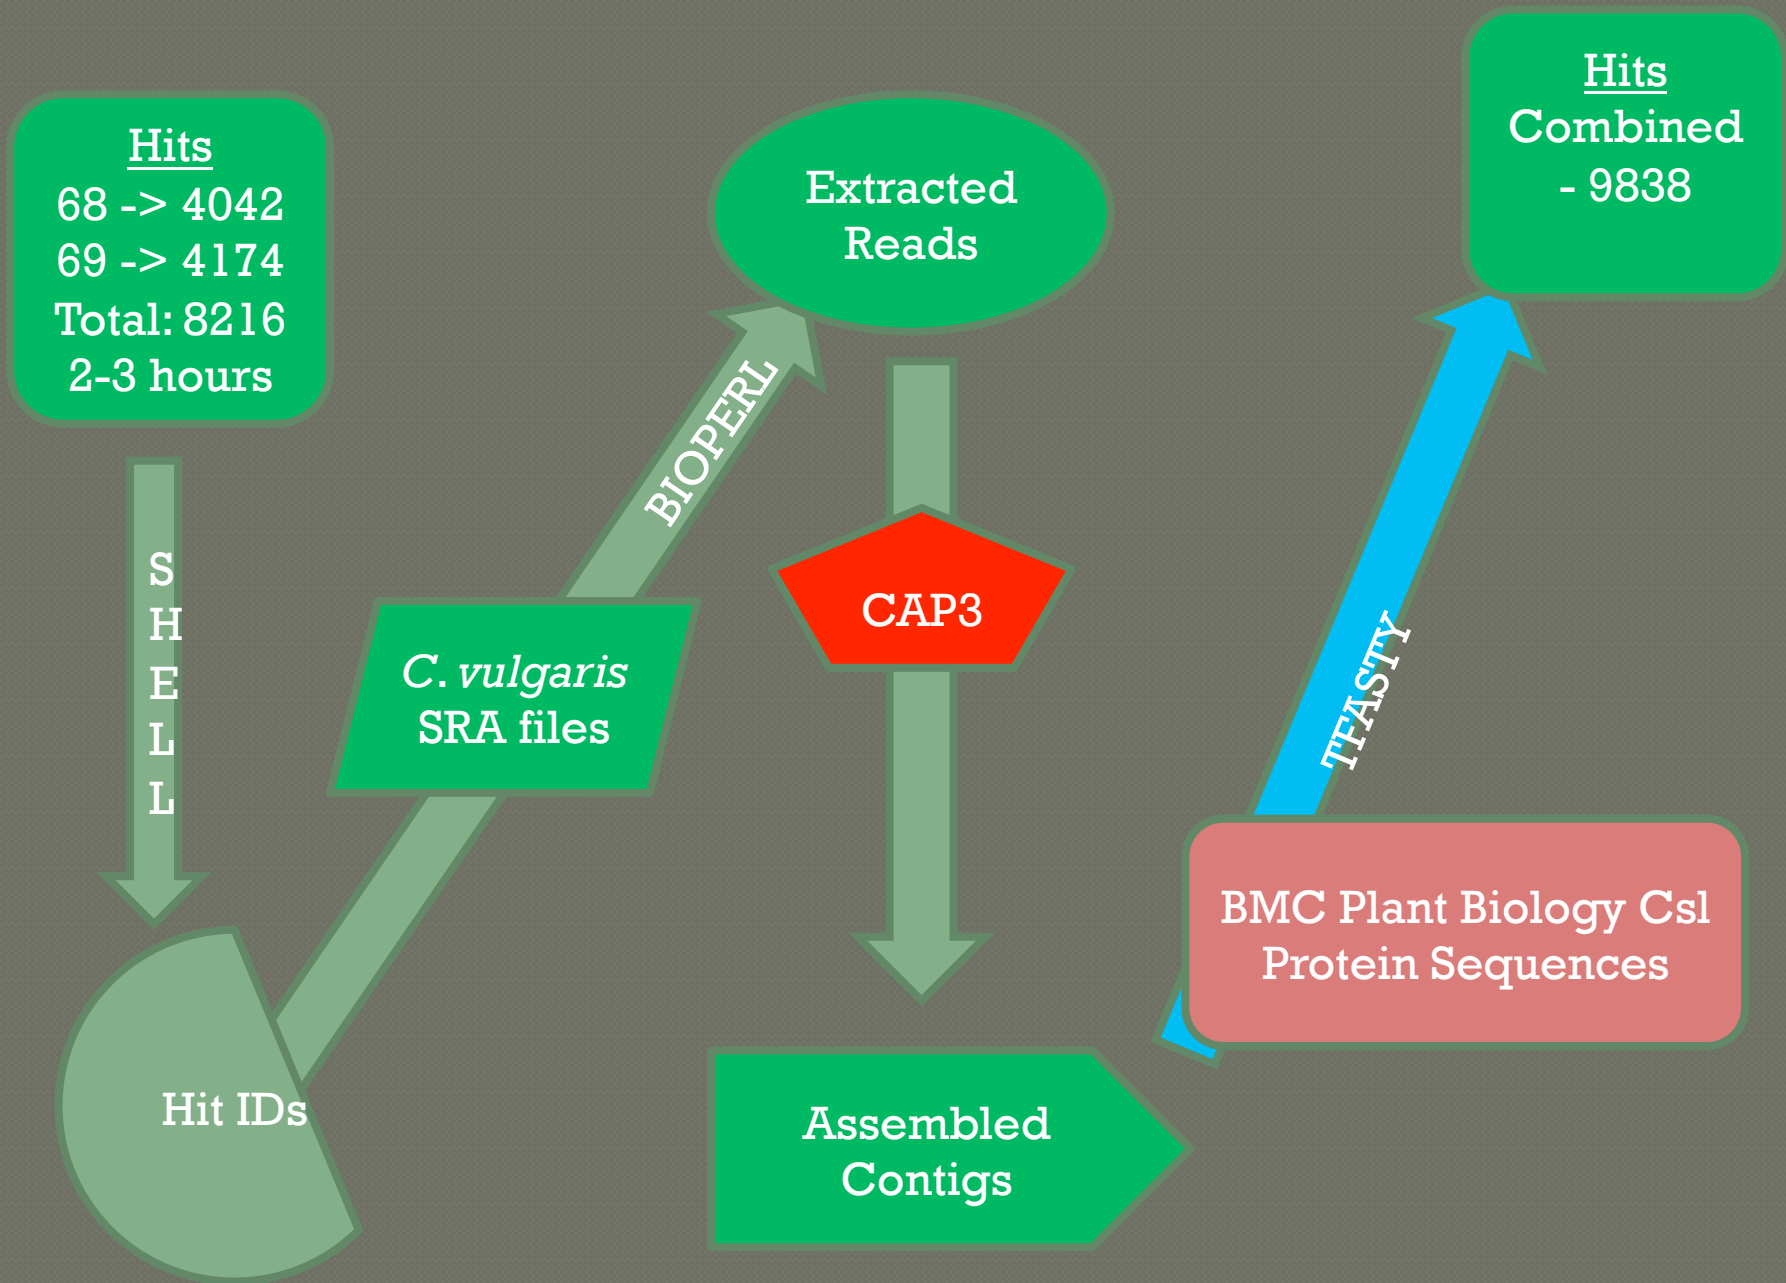 Hits
68 -> 4042
69 -> 4174
Total: 8216
2-3 hours
S
H
E
L
L
Hit IDs
C. vulgaris
SRA files
BIOPERL
Extracted
Reads
CAP3
Assembled
Contigs
BMC Plant Biology Csl
Protein Sequences
TFASTY
Hits
Combined
- 9838